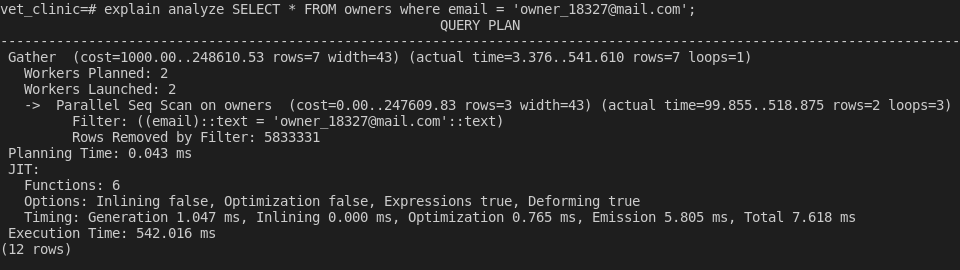 vet_clinic=# explain analyze SELECT * FROM owners where email = 'owner_18327@mail.com';
QUERY PLAN
------------------------------------------------------------------------------------------------------------------------
Gather  (cost=1000.00..248610.53 rows=7 width=43) (actual time=3.376..541.610 rows=7 loops=1)
  Workers Planned: 2
  Workers Launched: 2
  ->  Parallel Seq Scan on owners  (cost=0.00..247609.83 rows=3 width=43) (actual time=99.855..518.875 rows=2 loops=3)
        Filter: ((email)::text = 'owner_18327@mail.com'::text)
        Rows Removed by Filter: 5833331
Planning Time: 0.043 ms
JIT:
  Functions: 6
  Options: Inlining false, Optimization false, Expressions true, Deforming true
  Timing: Generation 1.047 ms, Inlining 0.000 ms, Optimization 0.765 ms, Emission 5.805 ms, Total 7.618 ms
Execution Time: 542.016 ms
(12 rows)